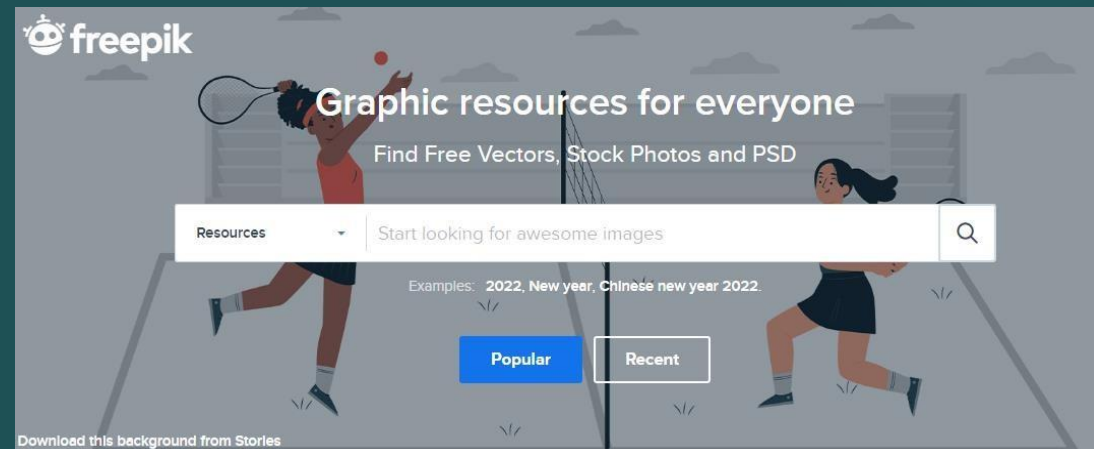 freepik
Graphic resources for everyone
Find Free Vectors, Stock Photos and PSD
Resources
Start looking for awesome images
Examples: 2022, New year, Chinese new year 2022.
Popular
Recent
Download this background from Stories